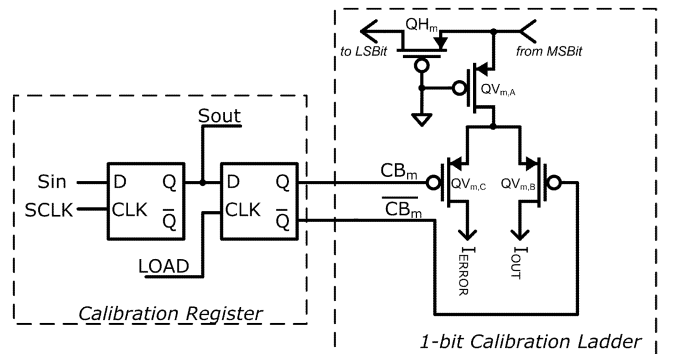 QHm
to LSBit
from MSBit
QVm,A
Sout
Sin
D Q
D Q
CBm
QVm,C
QVm,B
SCLK
CLK Q̅
CLK Q̅
C̅B̅m̅
LOAD
IERROR
IOUT
Calibration Register
1-bit Calibration Ladder